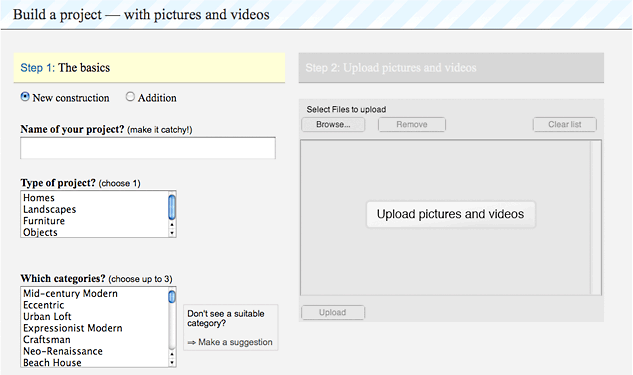 Build a project — with pictures and videos
Step 1: The basics
New construction
Addition
Name of your project? (make it catchy!)
Type of project? (choose 1)
Homes
Landscapes
Furniture
Objects
Which categories? (choose up to 3)
Mid-century Modern
Eccentric
Urban Loft
Expressionist Modern
Craftsman
Neo-Renaissance
Beach House
Don't see a suitable
category?
⇒ Make a suggestion
Step 2: Upload pictures and videos
Select Files to upload
Browse...
Remove
Clear list
Upload pictures and videos
Upload